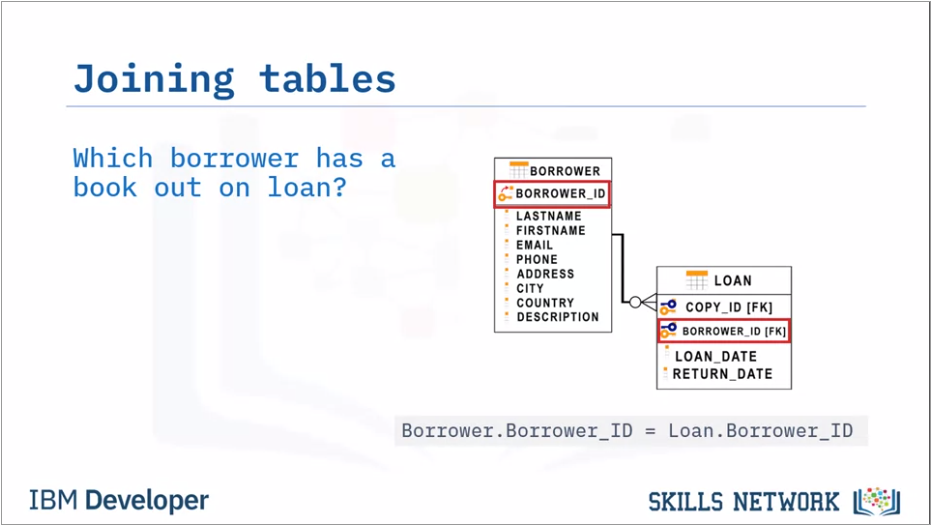 Joining tables
Which borrower has a
book out on loan?
BORROWER
BORROWER_ID
LASTNAME
FIRSTNAME
EMAIL
PHONE
ADDRESS
CITY
COUNTRY
DESCRIPTION
LOAN
COPY_ID [FK]
BORROWER_ID [FK]
LOAN_DATE
RETURN_DATE
Borrower.Borrower_ID = Loan.Borrower_ID
IBM Developer
SKILLS NETWORK